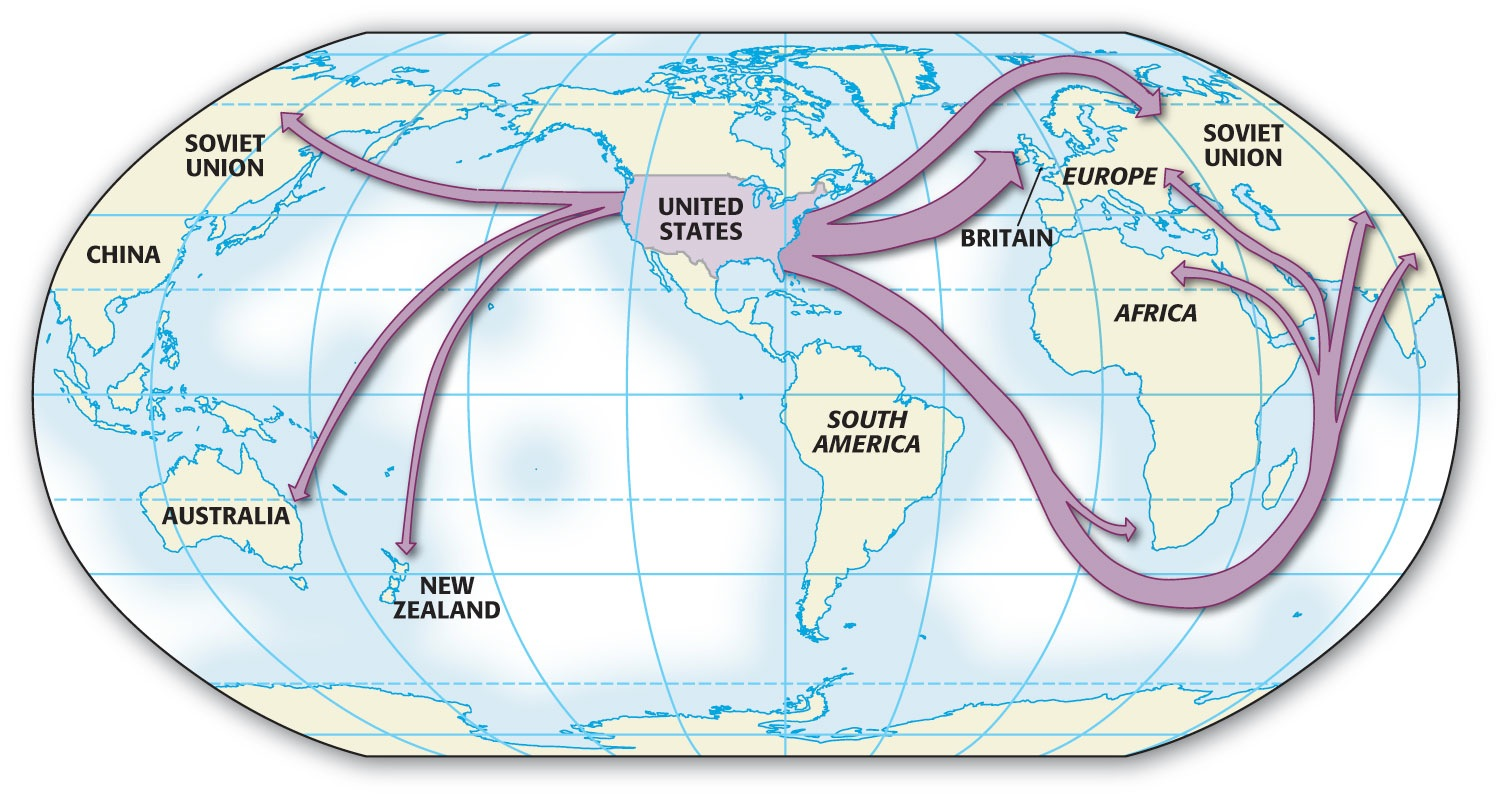 SOVIET
UNION
CHINA
AUSTRALIA
NEW
ZEALAND
UNITED
STATES
SOUTH
AMERICA
BRITAIN
EUROPE
AFRICA
SOVIET
UNION